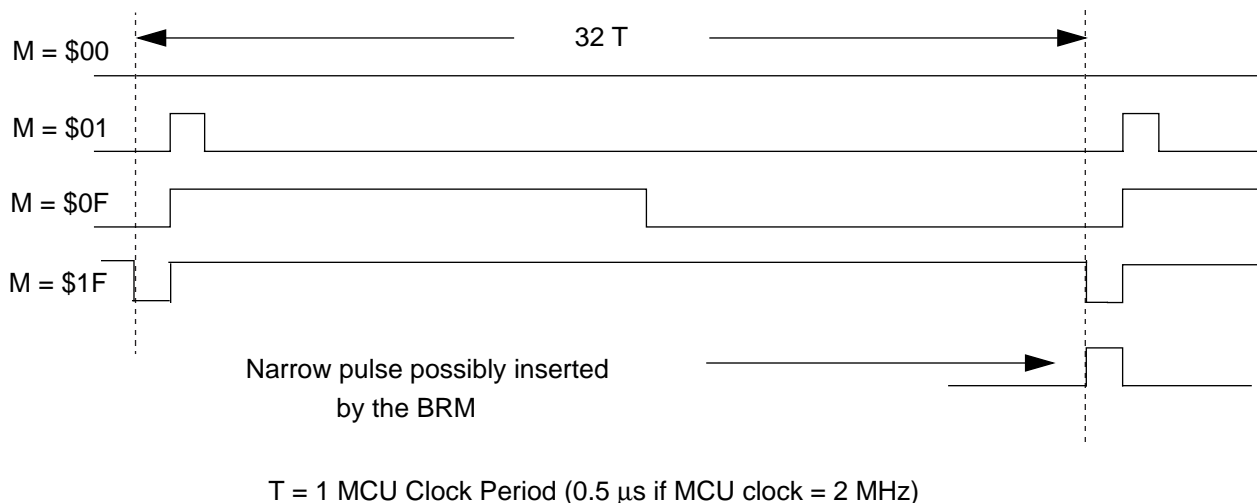 M = $00
32 T
M = $01
M = $0F
M = $1F
Narrow pulse possibly inserted
by the BRM
T = 1 MCU Clock Period (0.5 μs if MCU clock = 2 MHz)